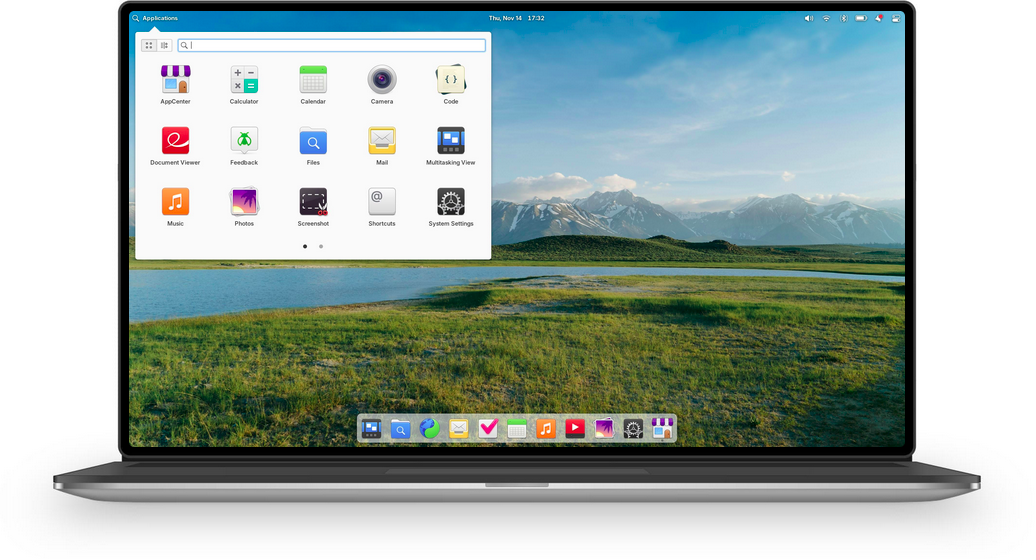 Applications
Thu, Nov 14 17:32
AppCenter
Calculator
Calendar
Camera
Code
Document Viewer
Feedback
Files
Mail
Multitasking View
Music
Photos
Screenshot
Shortcuts
System Settings